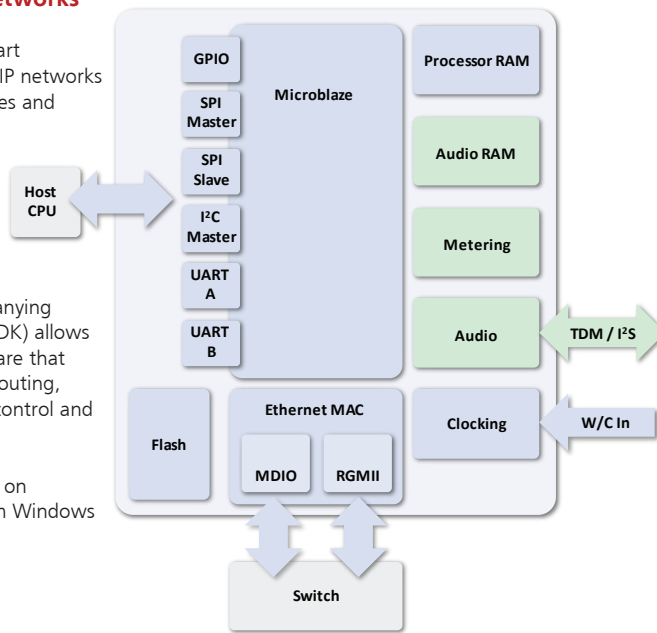 etworks
art
IP networks
es and
anying
DK) allows
are that
outing,
control and
on
n Windows
Host
CPU
GPIO
SPI
Master
SPI
Slave
I²C
Master
UART
A
UART
B
Microblaze
Processor RAM
Audio RAM
Metering
Audio
TDM / I²S
Clocking
W/C In
Flash
Ethernet MAC
MDIO
RGMII
Switch